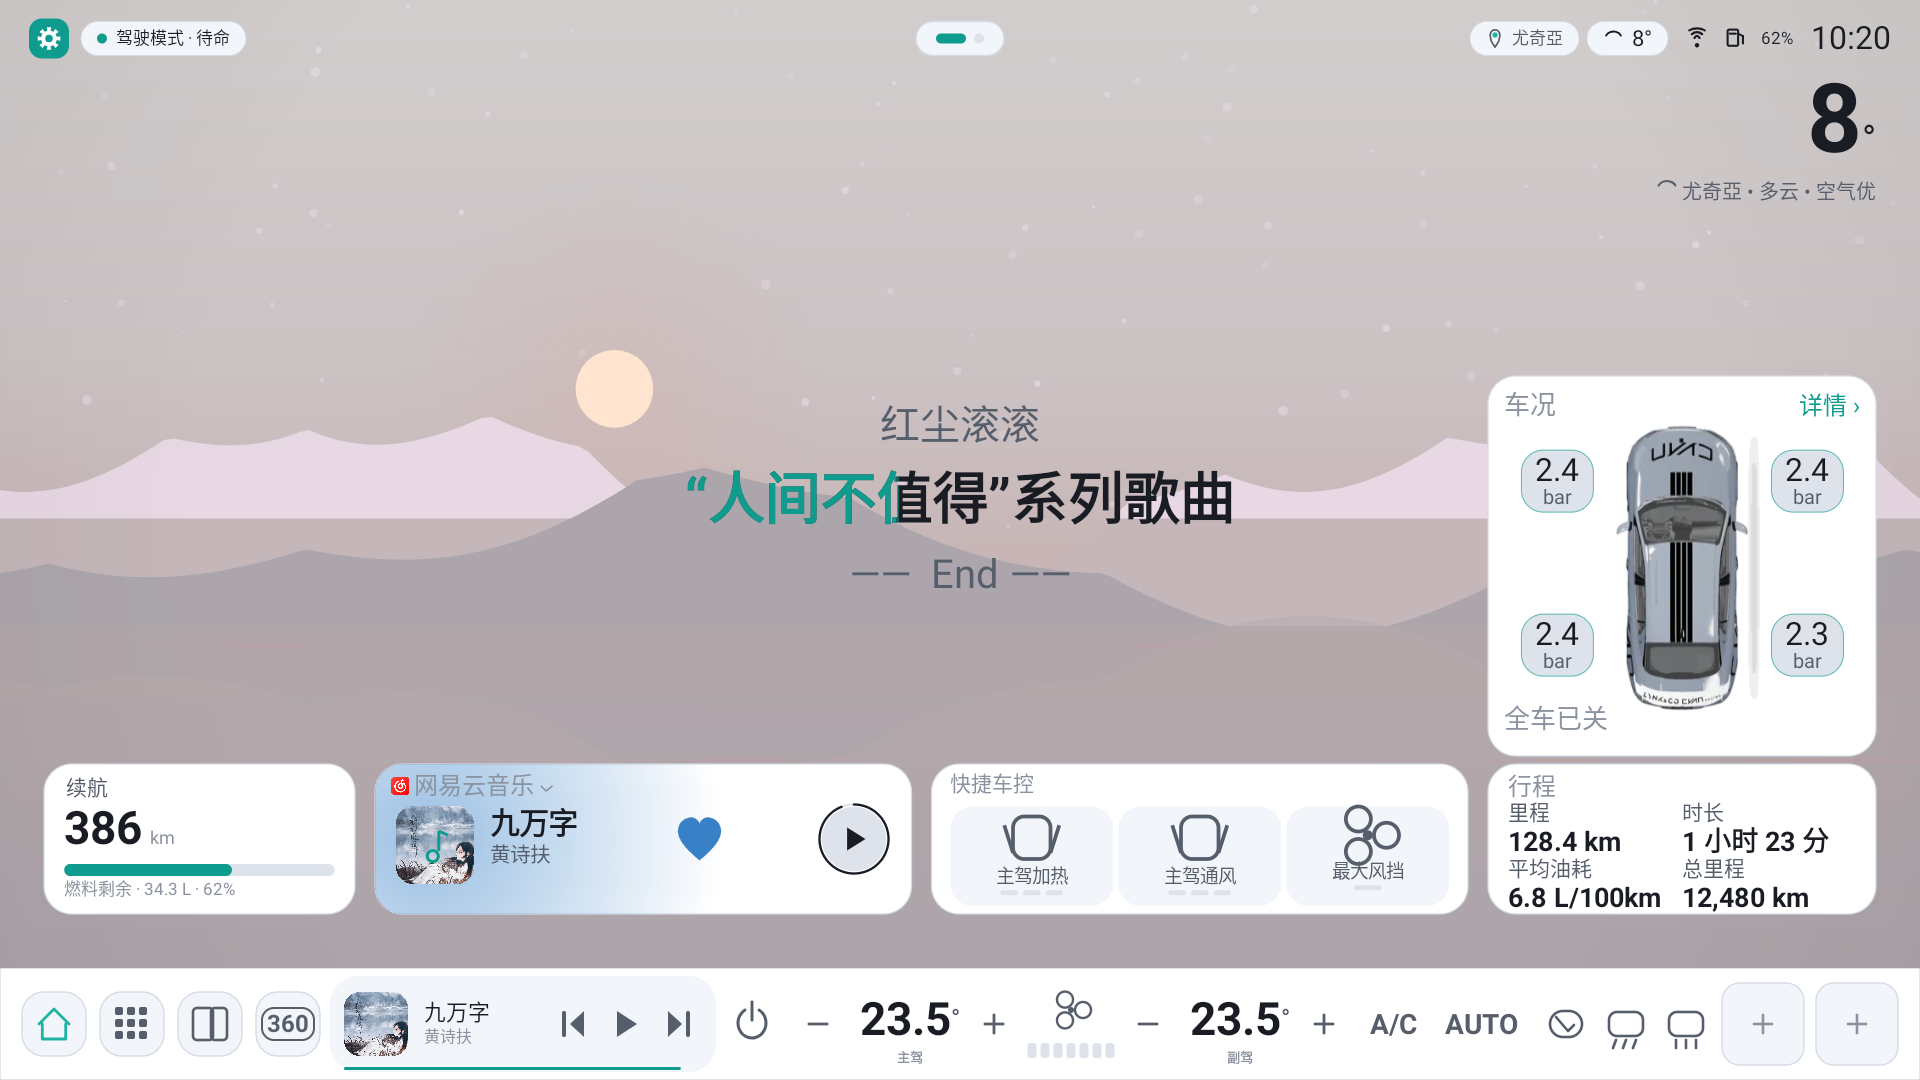 驾驶模式 · 待命
尤奇亞
8°
62%
10:20
8°
尤奇亞 • 多云 • 空气优
红尘滚滚
“人间不值得”系列歌曲
—— End ——
车况
详情 ›
2.4
bar
2.4
bar
2.4
bar
2.3
bar
全车已关
续航
386 km
燃料剩余 · 34.3 L · 62%
网易云音乐
九万字
黄诗扶
快捷车控
主驾加热
主驾通风
最大风挡
行程
里程
128.4 km
时长
1 小时 23 分
平均油耗
6.8 L/100km
总里程
12,480 km
360
九万字
黄诗扶
23.5°
主驾
23.5°
副驾
A/C
AUTO